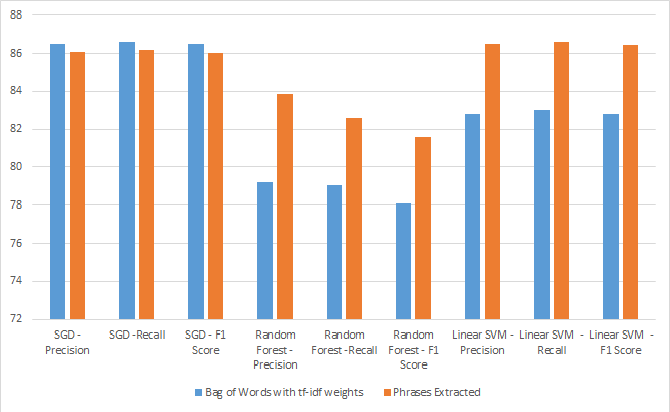 88
86
84
82
80
78
76
74
72
SGD - Precision
SGD -Recall
SGD - F1 Score
Random Forest - Precision
Random Forest -Recall
Random Forest - F1 Score
Linear SVM - Precision
Linear SVM - Recall
Linear SVM - F1 Score
Bag of Words with tf-idf weights
Phrases Extracted